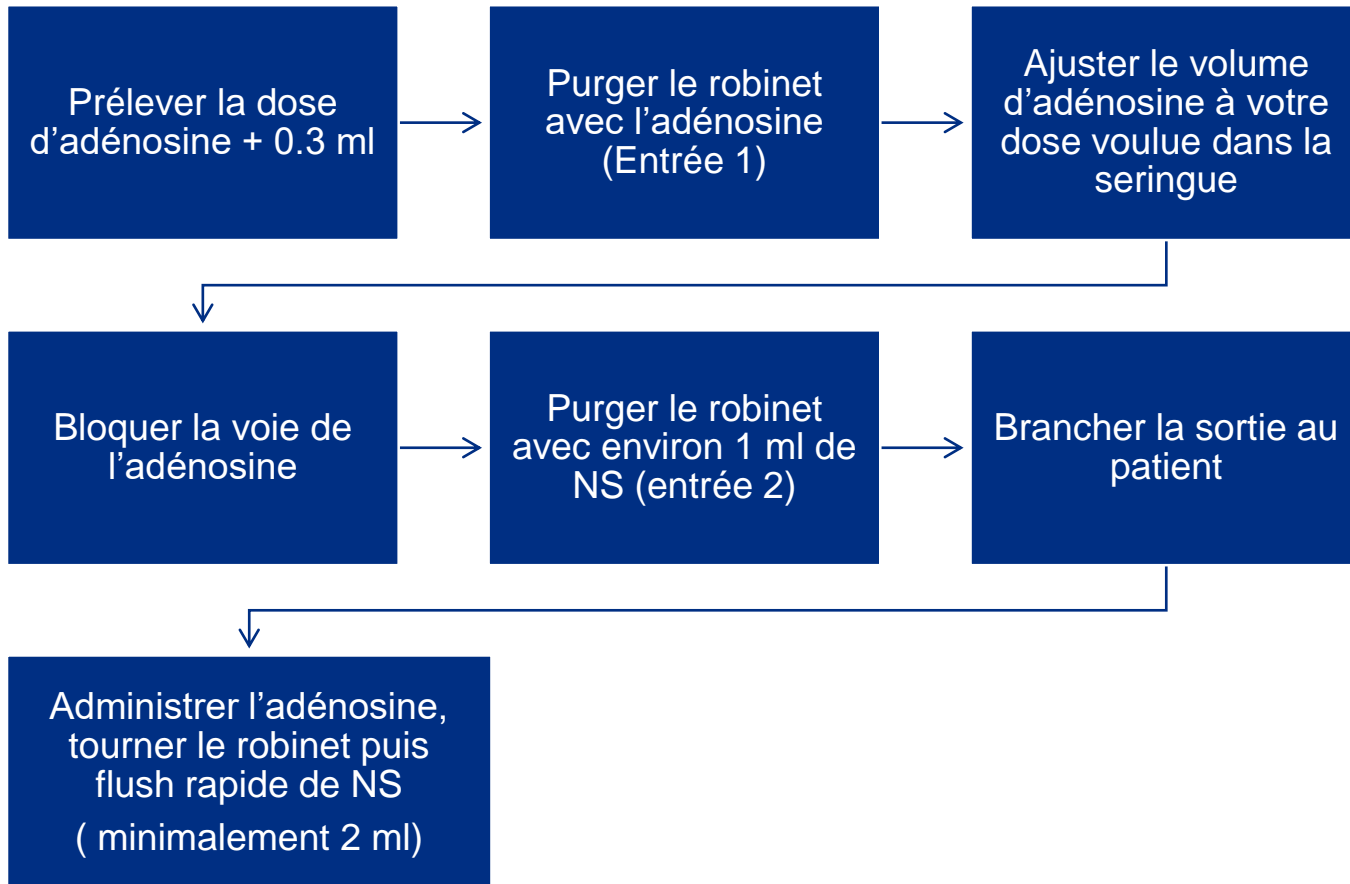 Prélever la dose
d’adénosine + 0.3 ml
Purger le robinet
avec l’adénosine
(Entrée 1)
Ajuster le volume
d’adénosine à votre
dose voulue dans la
seringue
Bloquer la voie de
l’adénosine
Purger le robinet
avec environ 1 ml de
NS (entrée 2)
Brancher la sortie au
patient
Administrer l’adénosine,
tourner le robinet puis
flush rapide de NS
( minimalement 2 ml)